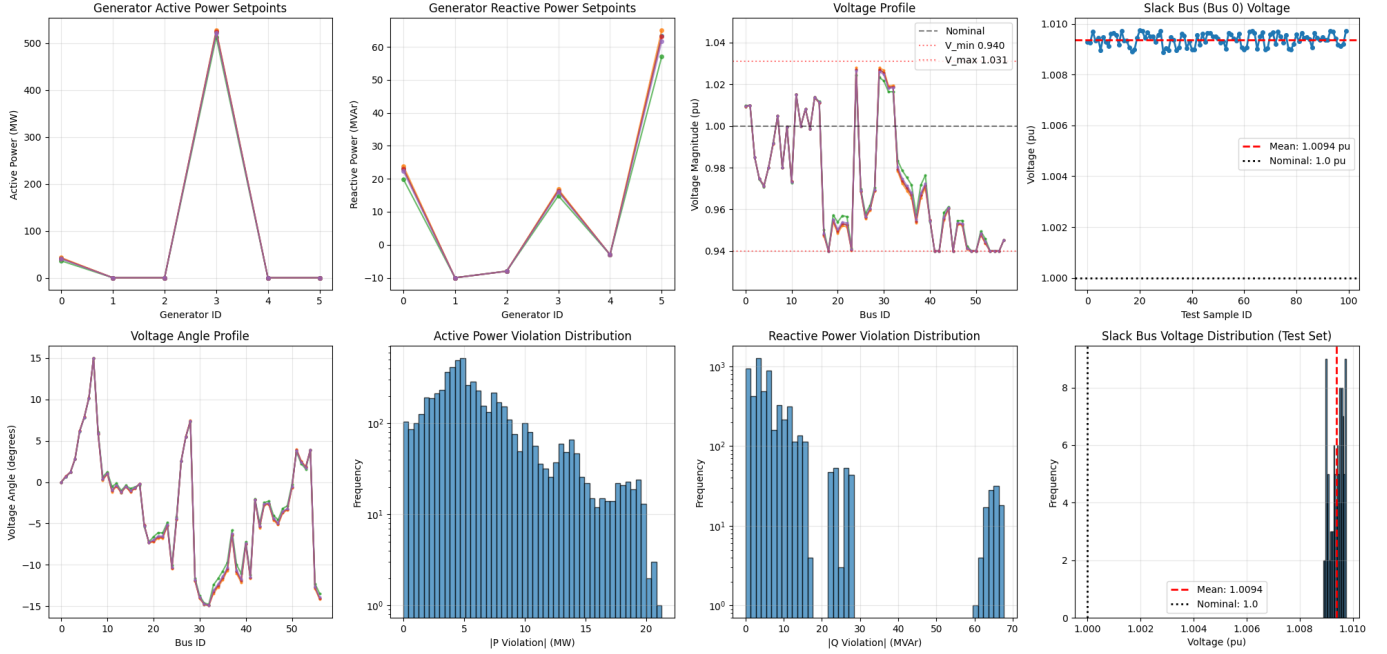 Generator Active Power Setpoints
Active Power (MW)
500
400
300
200
100
0
0 1 2 3 4 5
Generator ID
Generator Reactive Power Setpoints
Reactive Power (MVAr)
60
50
40
30
20
10
0
−10
0 1 2 3 4 5
Generator ID
Voltage Profile
Voltage Magnitude (pu)
1.04
1.02
1.00
0.98
0.96
0.94
0 10 20 30 40 50
Bus ID
Nominal
V_min 0.940
V_max 1.031
Slack Bus (Bus 0) Voltage
Voltage (pu)
1.010
1.008
1.006
1.004
1.002
1.000
0 20 40 60 80 100
Test Sample ID
Mean: 1.0094 pu
Nominal: 1.0 pu
Voltage Angle Profile
Voltage Angle (degrees)
15
10
5
0
−5
−10
−15
0 10 20 30 40 50
Bus ID
Active Power Violation Distribution
Frequency
10²
10¹
10⁰
0 5 10 15 20
|P Violation| (MW)
Reactive Power Violation Distribution
Frequency
10³
10²
10¹
10⁰
0 10 20 30 40 50 60 70
|Q Violation| (MVAr)
Slack Bus Voltage Distribution (Test Set)
Frequency
8
6
4
2
0
1.000 1.002 1.004 1.006 1.008 1.010
Voltage (pu)
Mean: 1.0094
Nominal: 1.0